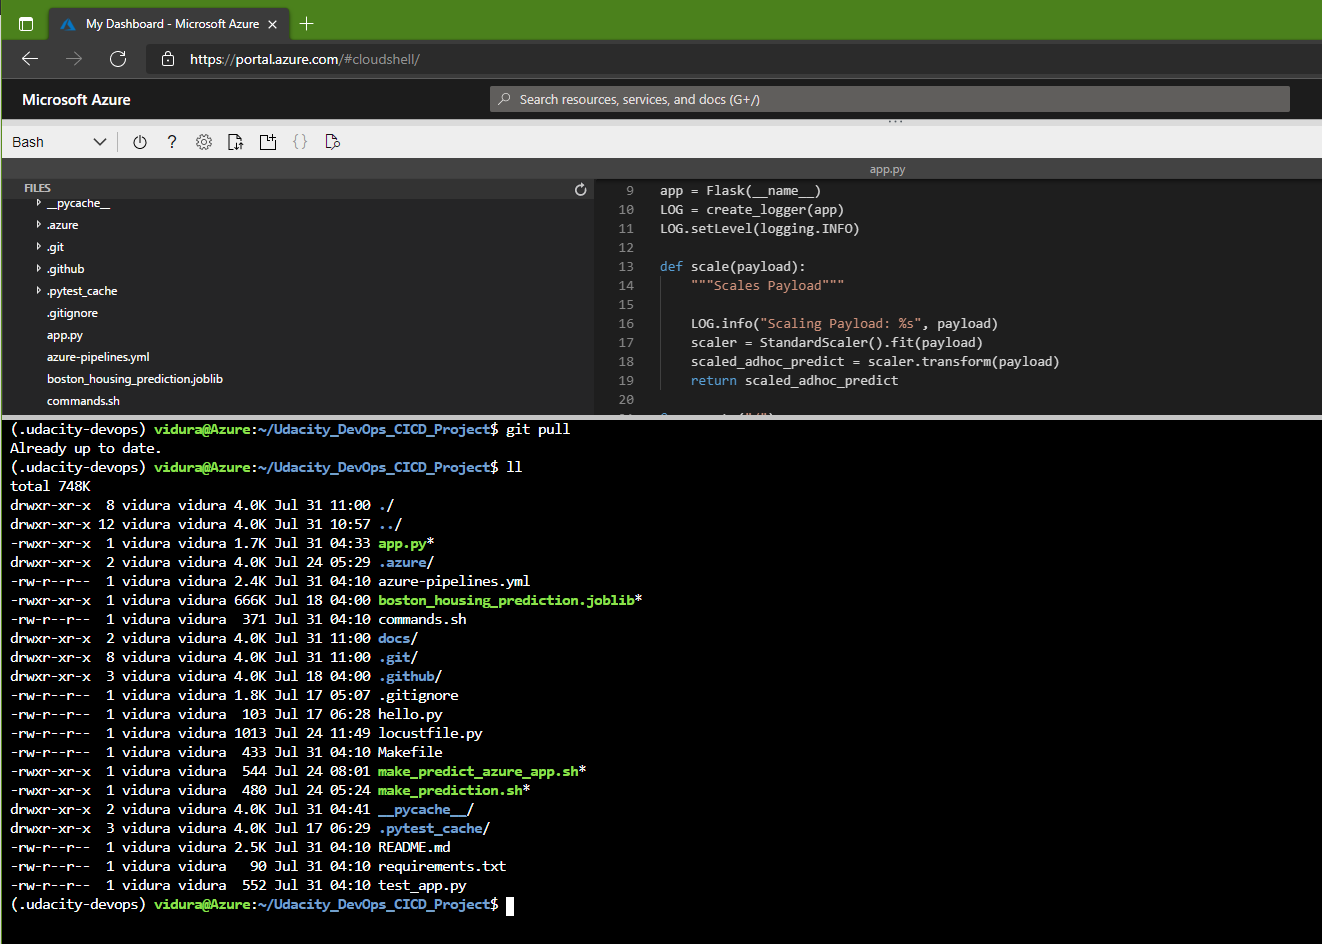 My Dashboard - Microsoft Azure
https://portal.azure.com/#cloudshell/
Microsoft Azure
Search resources, services, and docs (G+/)
Bash
app.py
FILES
__pycache__
.azure
.git
.github
.pytest_cache
.gitignore
app.py
azure-pipelines.yml
boston_housing_prediction.joblib
commands.sh
9 app = Flask(__name__)
10 LOG = create_logger(app)
11 LOG.setLevel(logging.INFO)
12
13 def scale(payload):
14 """Scales Payload"""
15
16 LOG.info("Scaling Payload: %s", payload)
17 scaler = StandardScaler().fit(payload)
18 scaled_adhoc_predict = scaler.transform(payload)
19 return scaled_adhoc_predict
20
(.udacity-devops) vidura@Azure:~/Udacity_DevOps_CICD_Project$ git pull
Already up to date.
(.udacity-devops) vidura@Azure:~/Udacity_DevOps_CICD_Project$ ll
total 748K
drwxr-xr-x  8 vidura vidura 4.0K Jul 31 11:00 ./
drwxr-xr-x 12 vidura vidura 4.0K Jul 31 10:57 ../
-rwxr-xr-x  1 vidura vidura 1.7K Jul 31 04:33 app.py*
drwxr-xr-x  2 vidura vidura 4.0K Jul 24 05:29 .azure/
-rw-r--r--  1 vidura vidura 2.4K Jul 31 04:10 azure-pipelines.yml
-rwxr-xr-x  1 vidura vidura 666K Jul 18 04:00 boston_housing_prediction.joblib*
-rw-r--r--  1 vidura vidura  371 Jul 31 04:10 commands.sh
drwxr-xr-x  2 vidura vidura 4.0K Jul 31 11:00 docs/
drwxr-xr-x  8 vidura vidura 4.0K Jul 31 11:00 .git/
drwxr-xr-x  3 vidura vidura 4.0K Jul 18 04:00 .github/
-rw-r--r--  1 vidura vidura 1.8K Jul 17 05:07 .gitignore
-rw-r--r--  1 vidura vidura  103 Jul 17 06:28 hello.py
-rw-r--r--  1 vidura vidura 1013 Jul 24 11:49 locustfile.py
-rw-r--r--  1 vidura vidura  433 Jul 31 04:10 Makefile
-rwxr-xr-x  1 vidura vidura  544 Jul 24 08:01 make_predict_azure_app.sh*
-rwxr-xr-x  1 vidura vidura  480 Jul 24 05:24 make_prediction.sh*
drwxr-xr-x  2 vidura vidura 4.0K Jul 31 04:41 __pycache__/
drwxr-xr-x  3 vidura vidura 4.0K Jul 17 06:29 .pytest_cache/
-rw-r--r--  1 vidura vidura 2.5K Jul 31 04:10 README.md
-rw-r--r--  1 vidura vidura   90 Jul 31 04:10 requirements.txt
-rw-r--r--  1 vidura vidura  552 Jul 31 04:10 test_app.py
(.udacity-devops) vidura@Azure:~/Udacity_DevOps_CICD_Project$